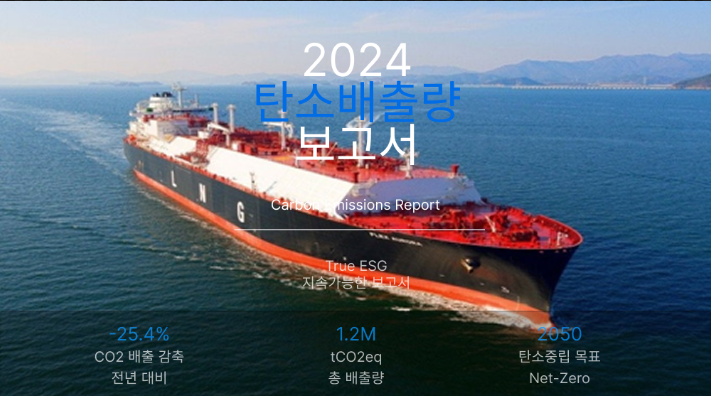 2024
탄소배출량
보고서
Carbon Emissions Report
L N G
FLEX AURORA
True ESG
지속가능한 보고서
-25.4%
CO2 배출 감축
전년 대비
1.2M
tCO2eq
총 배출량
2050
탄소중립 목표
Net-Zero